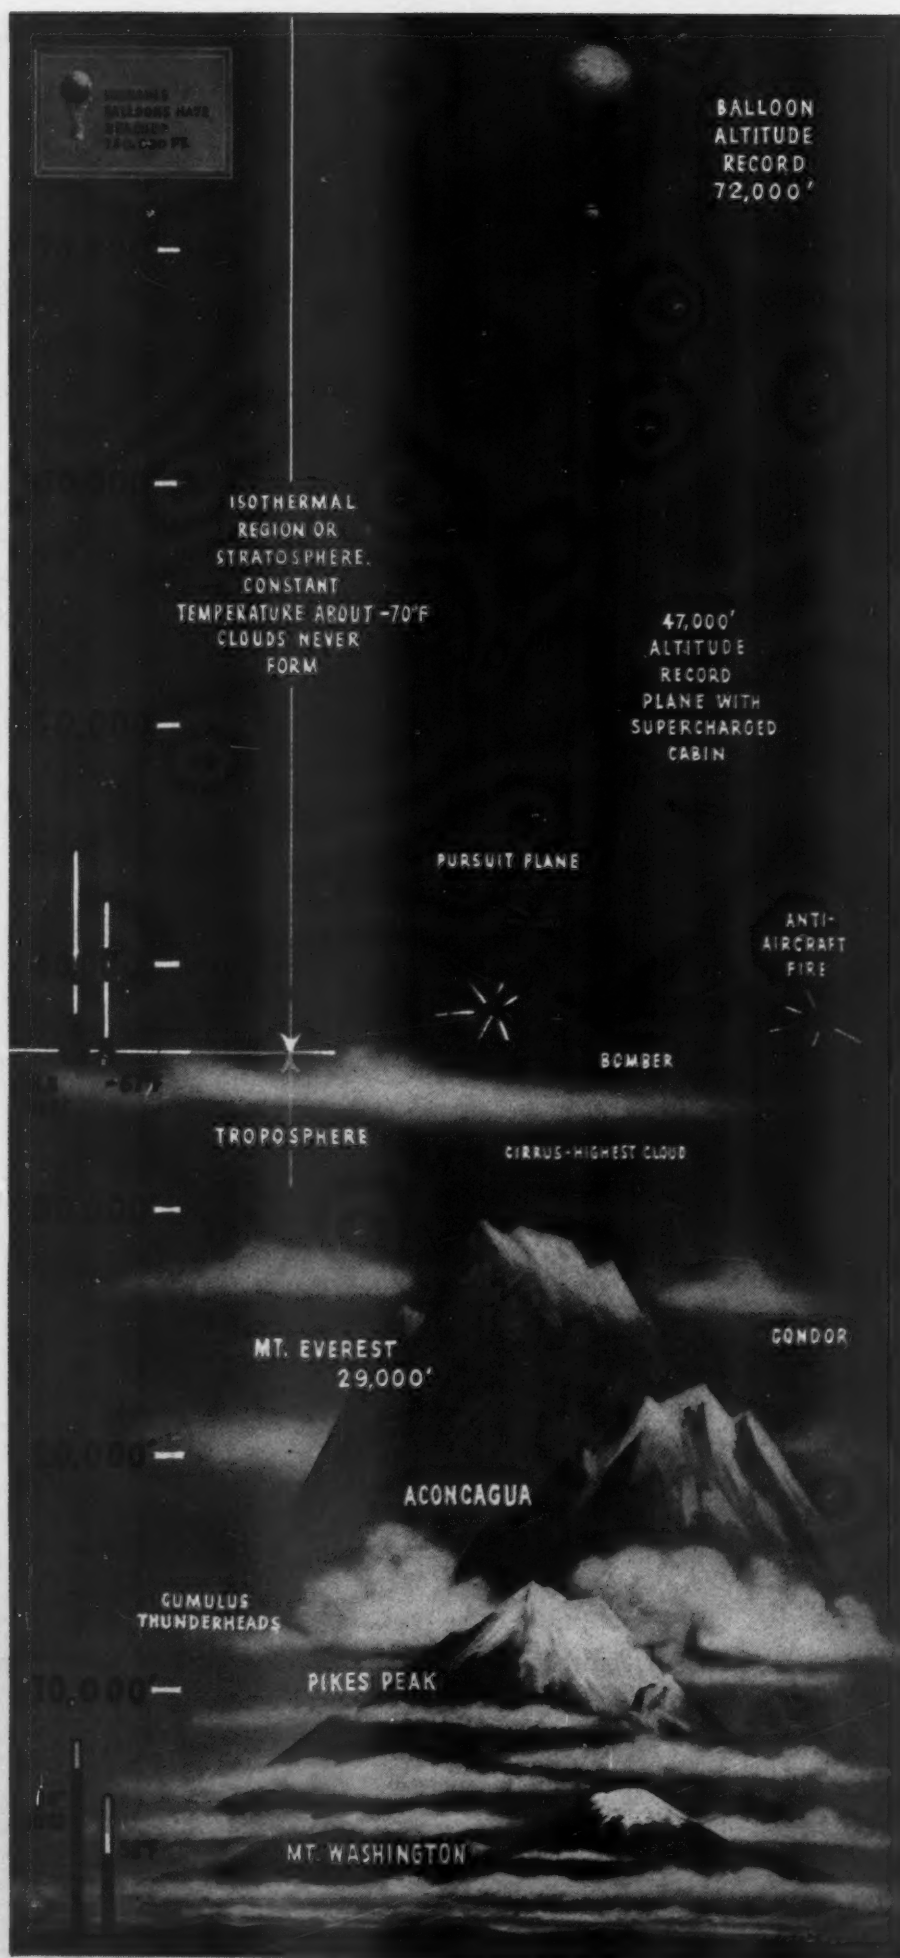 BALLOONS HAVE
BALLOON
ALTITUDE
RECORD
72,000'
ISOTHERMAL
REGION OR
STRATOSPHERE.
CONSTANT
TEMPERATURE ABOUT -70°F
CLOUDS NEVER
FORM
47,000'
ALTITUDE
RECORD
PLANE WITH
SUPERCHARGED
CABIN
PURSUIT PLANE
ANTI-
AIRCRAFT
FIRE
BOMBER
TROPOSPHERE
CIRRUS-HIGHEST CLOUD
MT. EVEREST
29,000'
CONDOR
ACONCAGUA
CUMULUS
THUNDERHEADS
PIKES PEAK
10,000'
MT. WASHINGTON